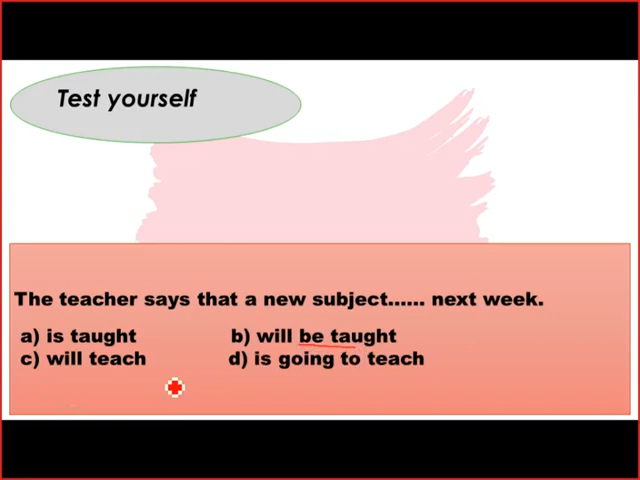 Test yourself
The teacher says that a new subject...... next week.
a) is taught b) will be taught
c) will teach d) is going to teach